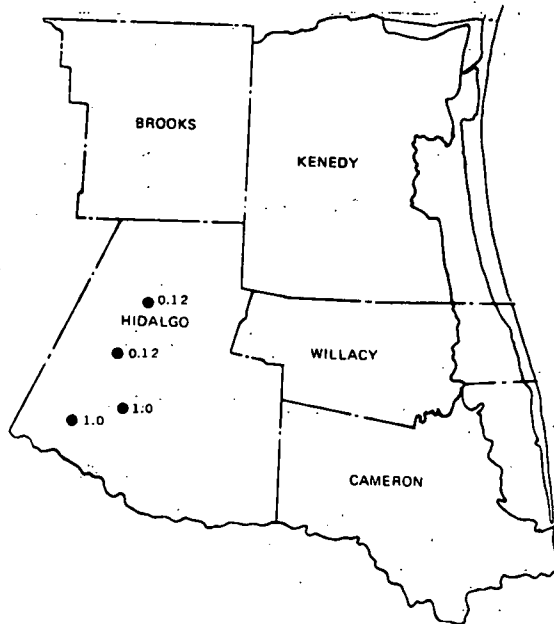 BROOKS
KENEDY
0.12
HIDALGO
0.12
WILLACY
1.0
1.0
CAMERON